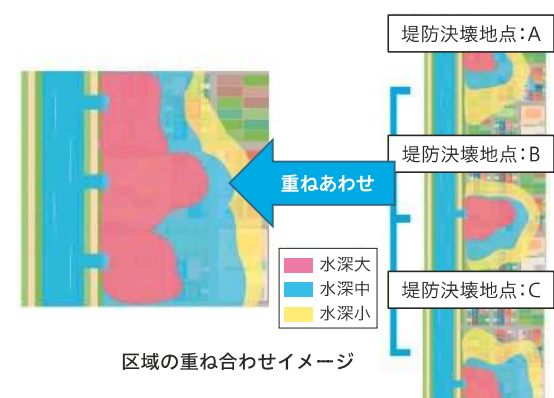 堤防決壊地点：A
堤防決壊地点：B
重ねあわせ
水深大
水深中
水深小
堤防決壊地点：C
区域の重ね合わせイメージ